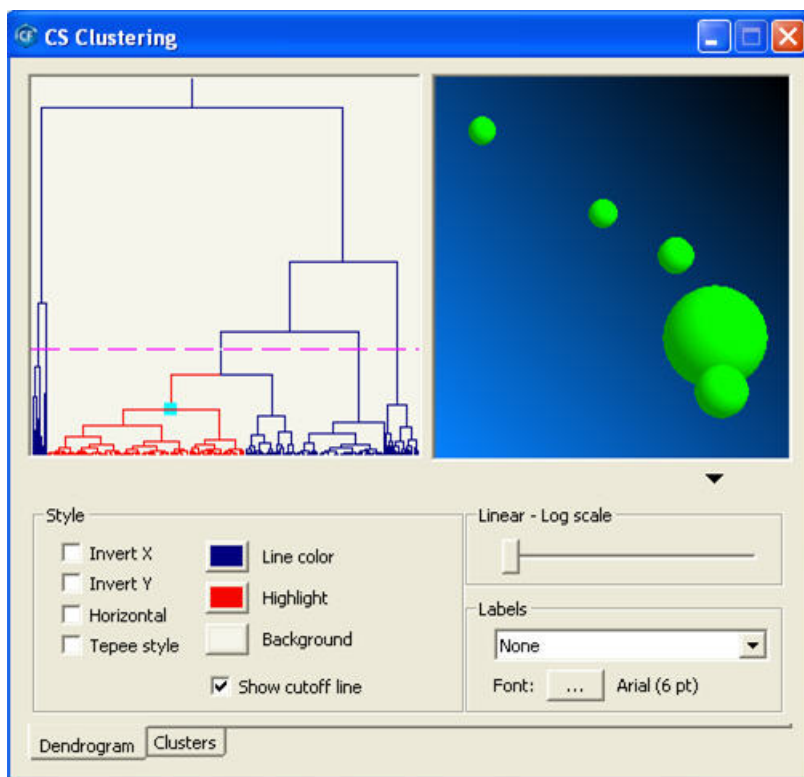 CF CS Clustering
Style
Invert X
Invert Y
Horizontal
Tepee style
Line color
Highlight
Background
Show cutoff line
Linear - Log scale
Labels
None
Font: ... Arial (6 pt)
Dendrogram Clusters